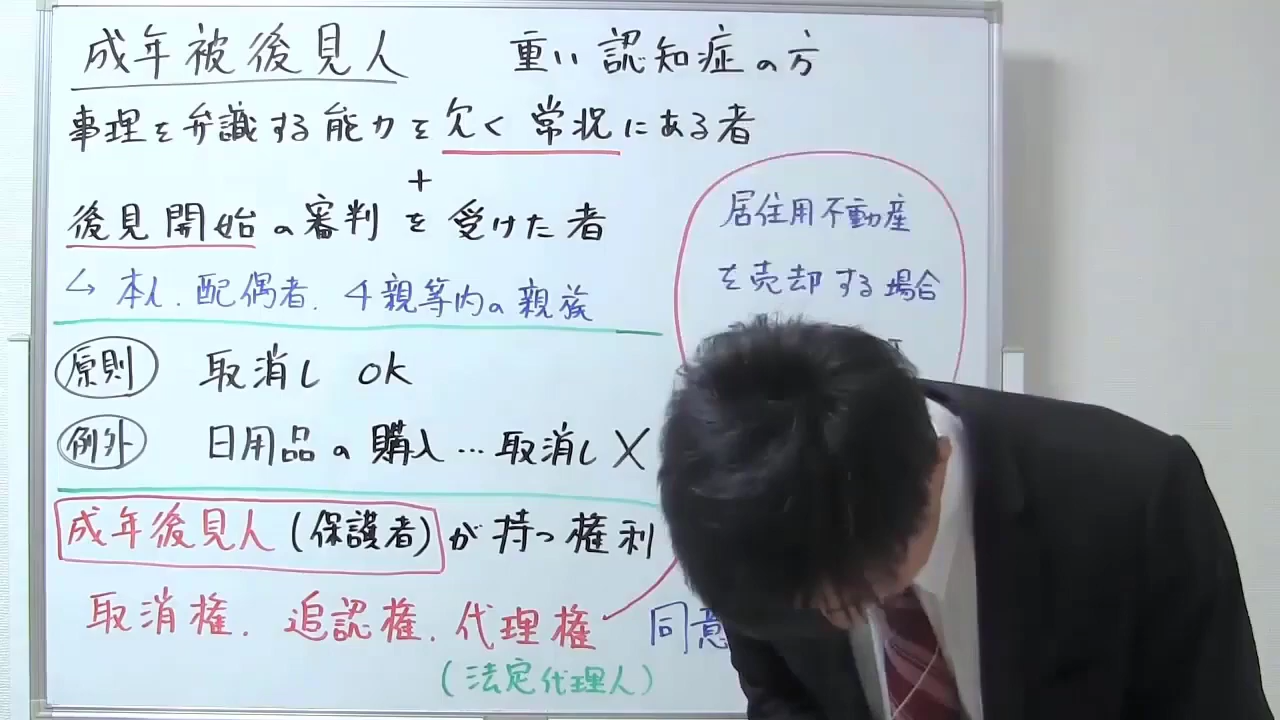 成年被後見人 重い認知症の方
事理を弁識する能力を欠く常況にある者
+
後見開始の審判を受けた者
↳ 本人.配偶者.4親等内の親族
居住用不動産
を売却する場合
原則 取消し OK
例外 日用品の購入…取消し X
成年後見人(保護者)が持つ権利
取消権.追認権.代理権 同意
(法定代理人)